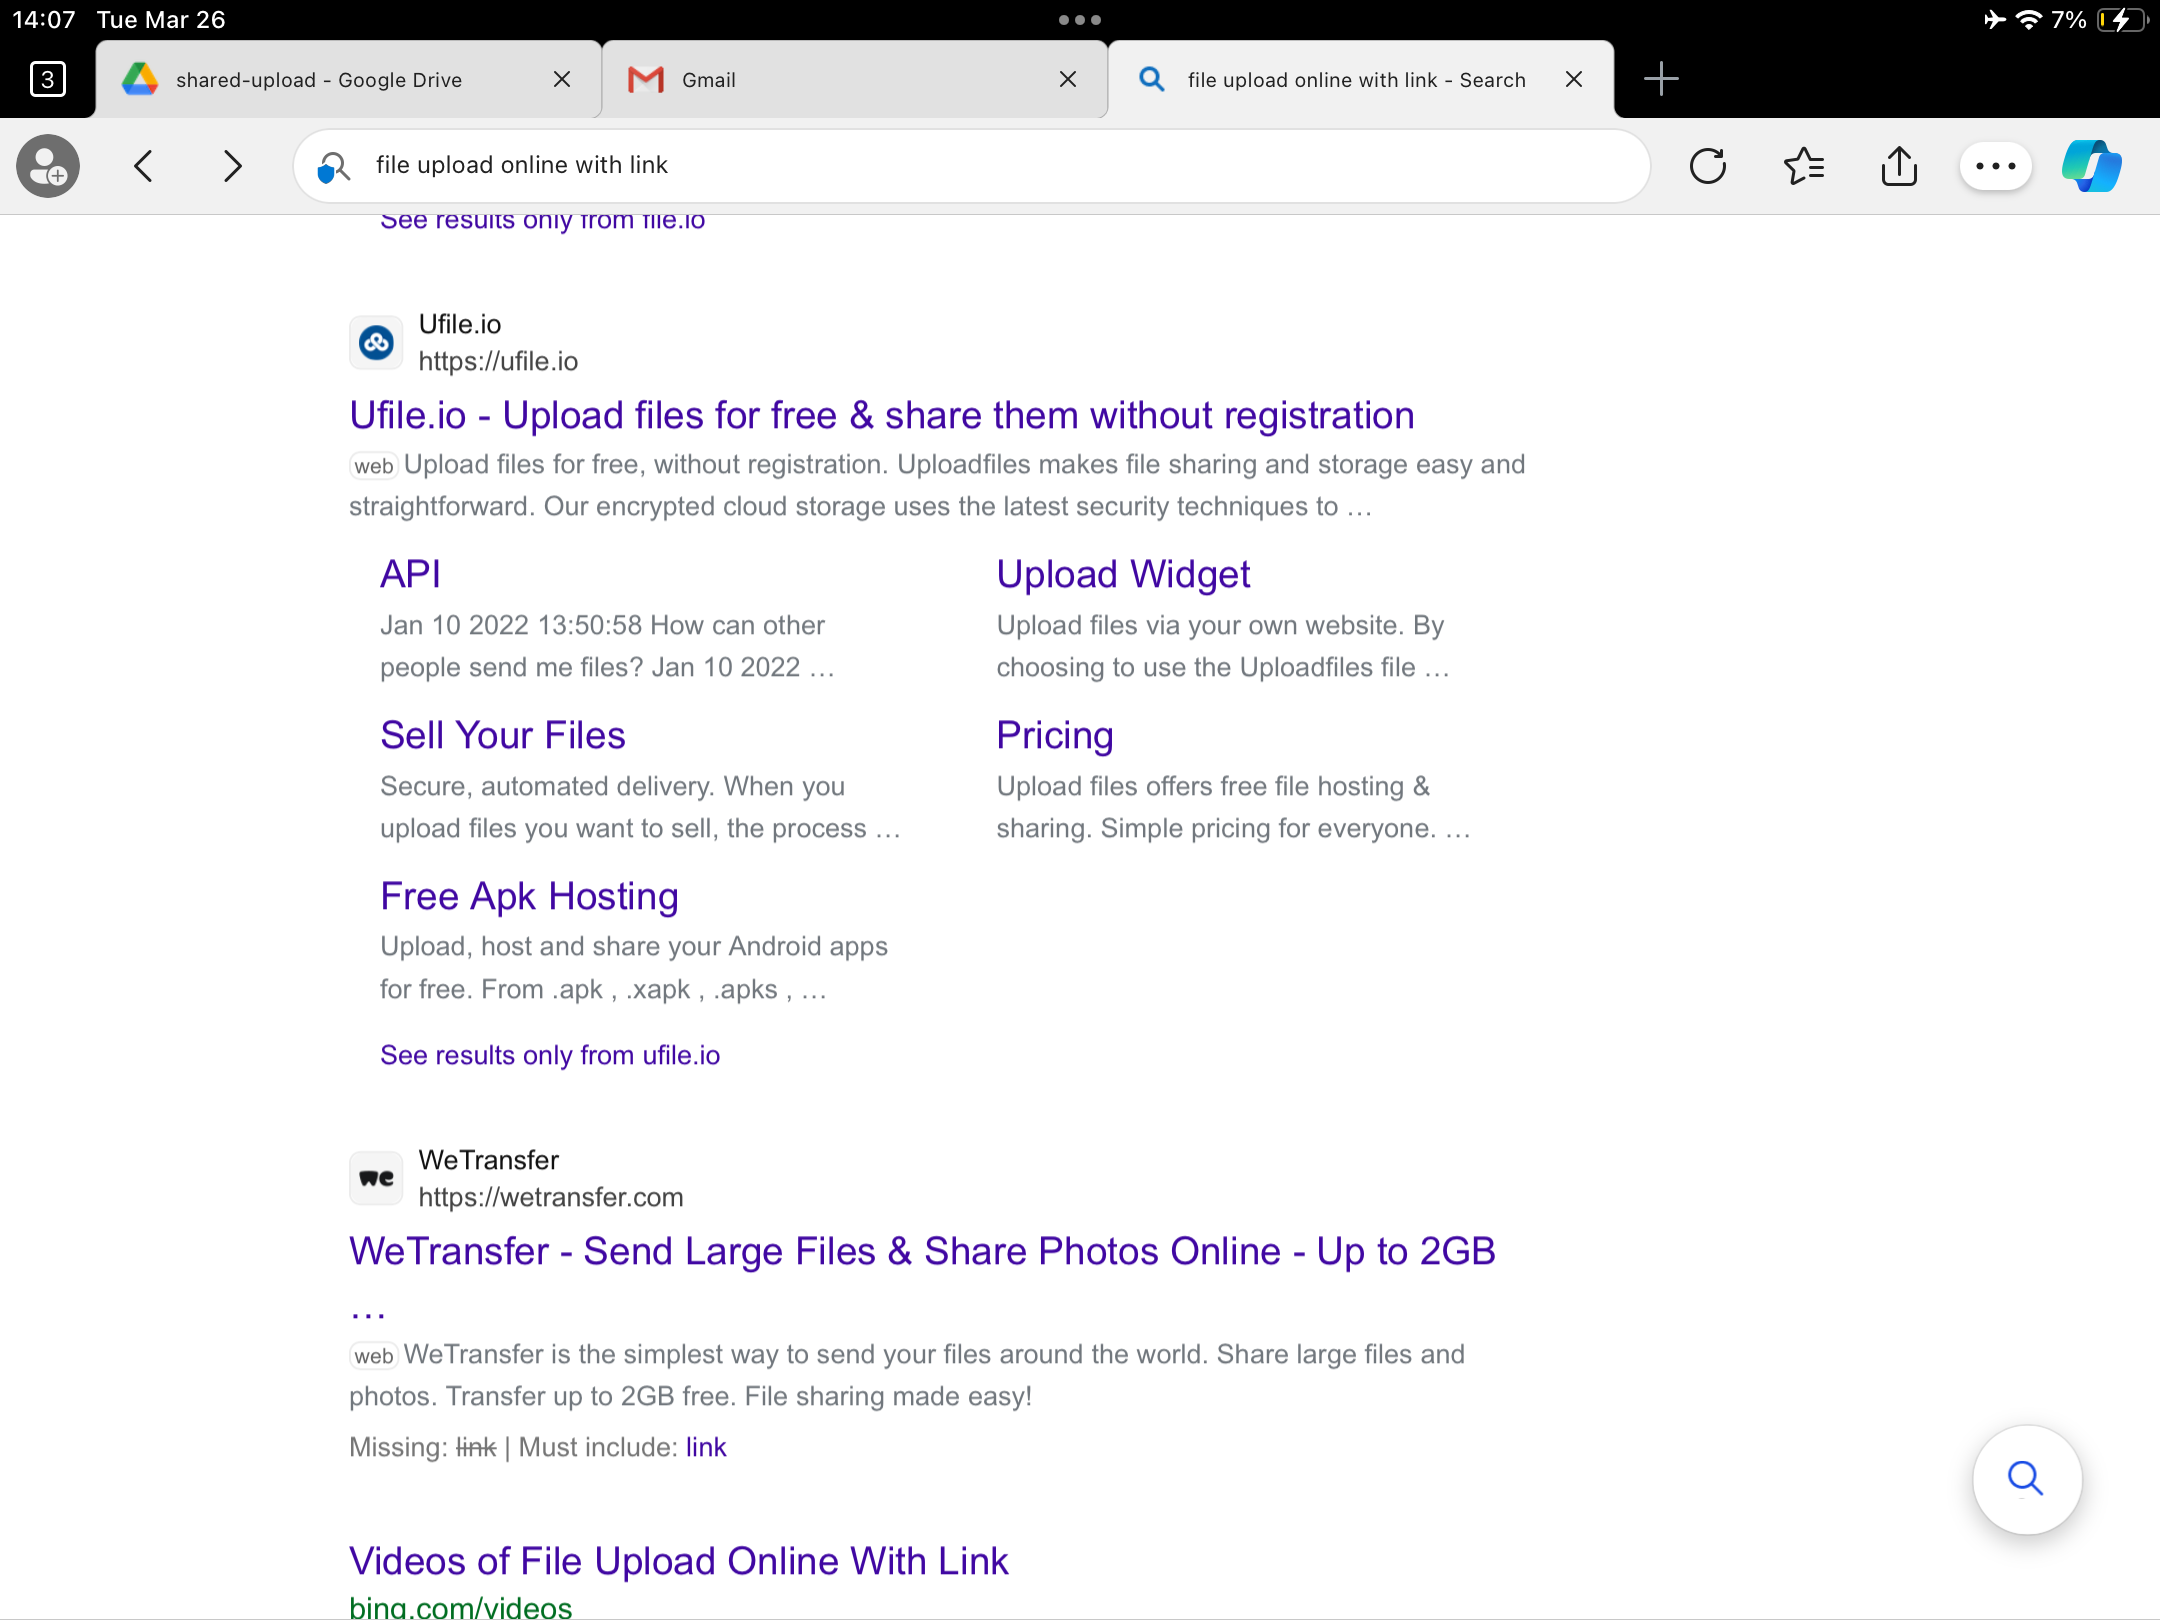 14:07 Tue Mar 26
7%
3
shared-upload - Google Drive
Gmail
file upload online with link - Search
file upload online with link
See results only from file.io
Ufile.io
https://ufile.io
Ufile.io - Upload files for free & share them without registration
web Upload files for free, without registration. Uploadfiles makes file sharing and storage easy and
straightforward. Our encrypted cloud storage uses the latest security techniques to …
API
Jan 10 2022 13:50:58 How can other
people send me files? Jan 10 2022 …
Upload Widget
Upload files via your own website. By
choosing to use the Uploadfiles file …
Sell Your Files
Secure, automated delivery. When you
upload files you want to sell, the process …
Pricing
Upload files offers free file hosting &
sharing. Simple pricing for everyone. …
Free Apk Hosting
Upload, host and share your Android apps
for free. From .apk , .xapk , .apks , …
See results only from ufile.io
we
WeTransfer
https://wetransfer.com
WeTransfer - Send Large Files & Share Photos Online - Up to 2GB
…
web WeTransfer is the simplest way to send your files around the world. Share large files and
photos. Transfer up to 2GB free. File sharing made easy!
Missing: link | Must include: link
Videos of File Upload Online With Link
bing.com/videos